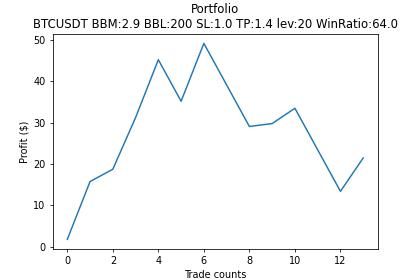 Portfolio
BTCUSDT BBM:2.9 BBL:200 SL:1.0 TP:1.4 lev:20 WinRatio:64.0
50
40
30
20
10
0
Profit ($)
0 2 4 6 8 10 12
Trade counts